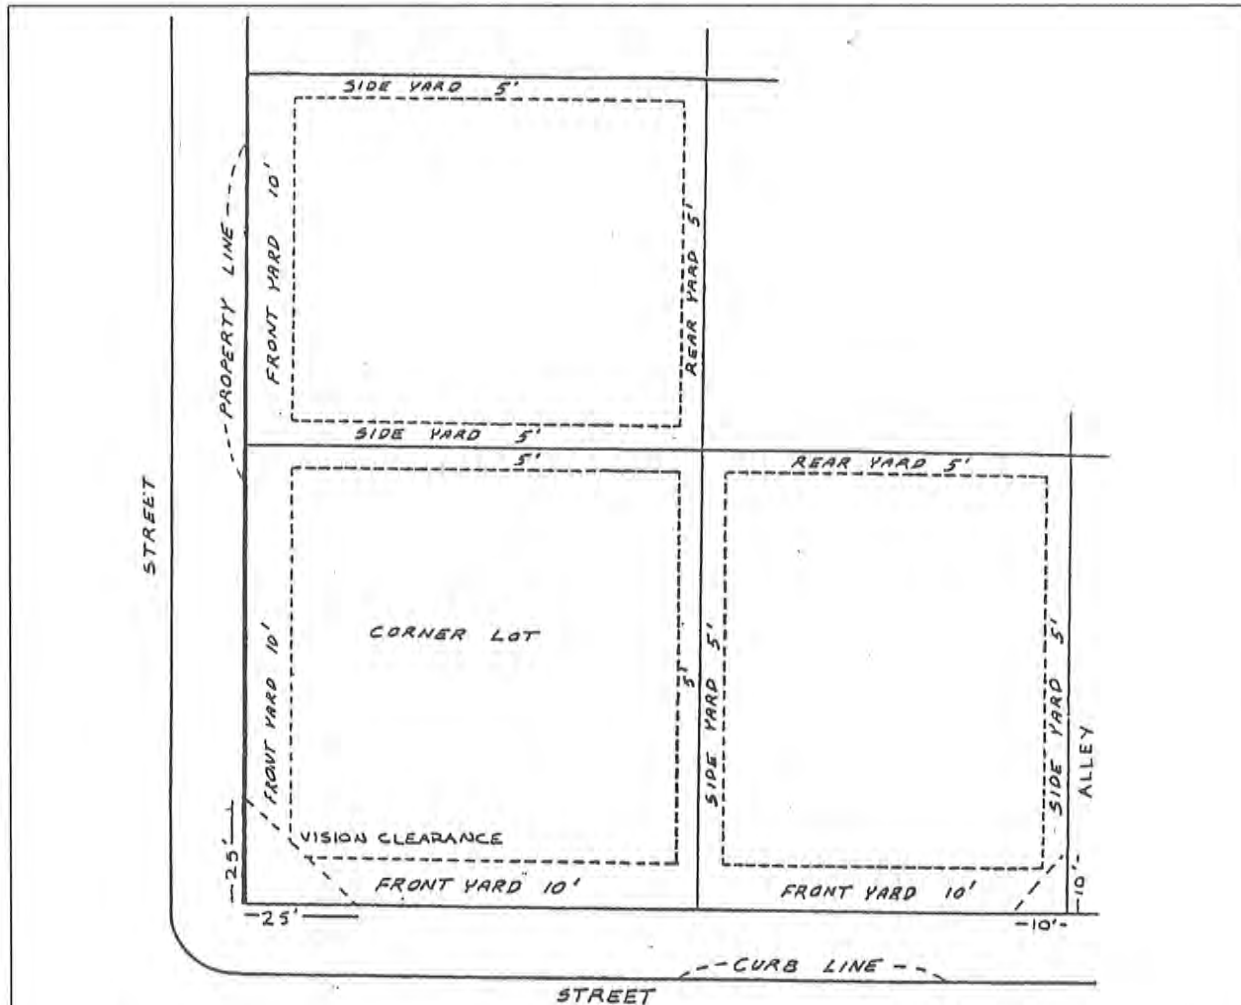 SIDE YARD 5'
FRONT YARD 10'
PROPERTY LINE
REAR YARD 5'
SIDE YARD 5'
5'
REAR YARD 5'
STREET
CORNER LOT
FRONT YARD 10'
5'
SIDE YARD 5'
SIDE YARD 5'
ALLEY
VISION CLEARANCE
25'
FRONT YARD 10'
FRONT YARD 10'
10'
25'
10'
CURB LINE
STREET